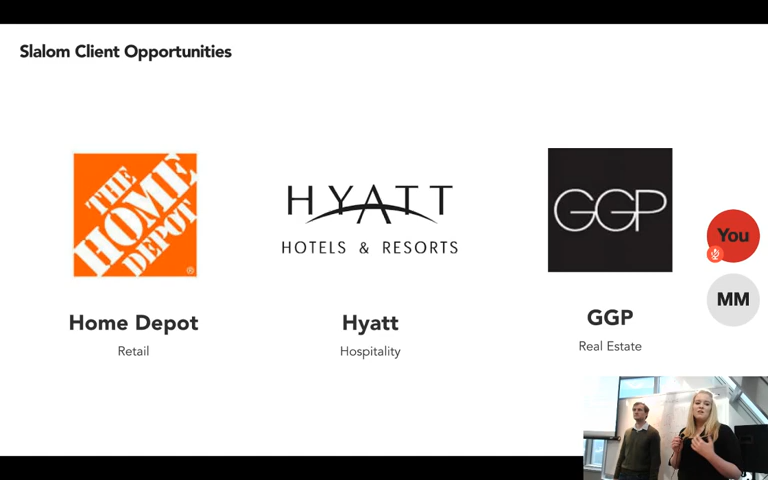 Slalom Client Opportunities
THE
HOME
DEPOT
®
HYATT
HOTELS & RESORTS
GGP
Home Depot
Hyatt
GGP
Retail
Hospitality
Real Estate
You
MM